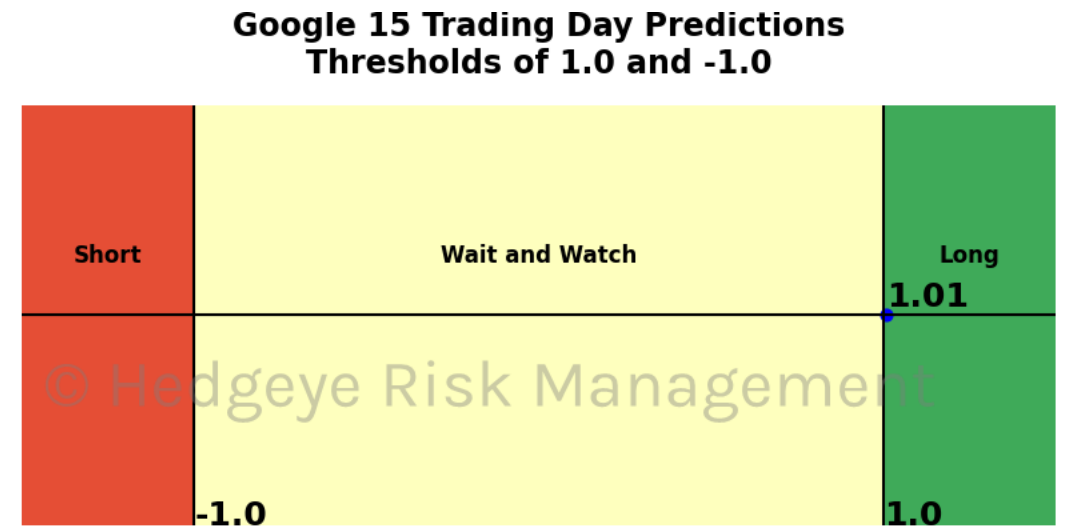 Google 15 Trading Day Predictions
Thresholds of 1.0 and -1.0
Short
Wait and Watch
Long
1.01
© Hedgeye Risk Management
-1.0
1.0